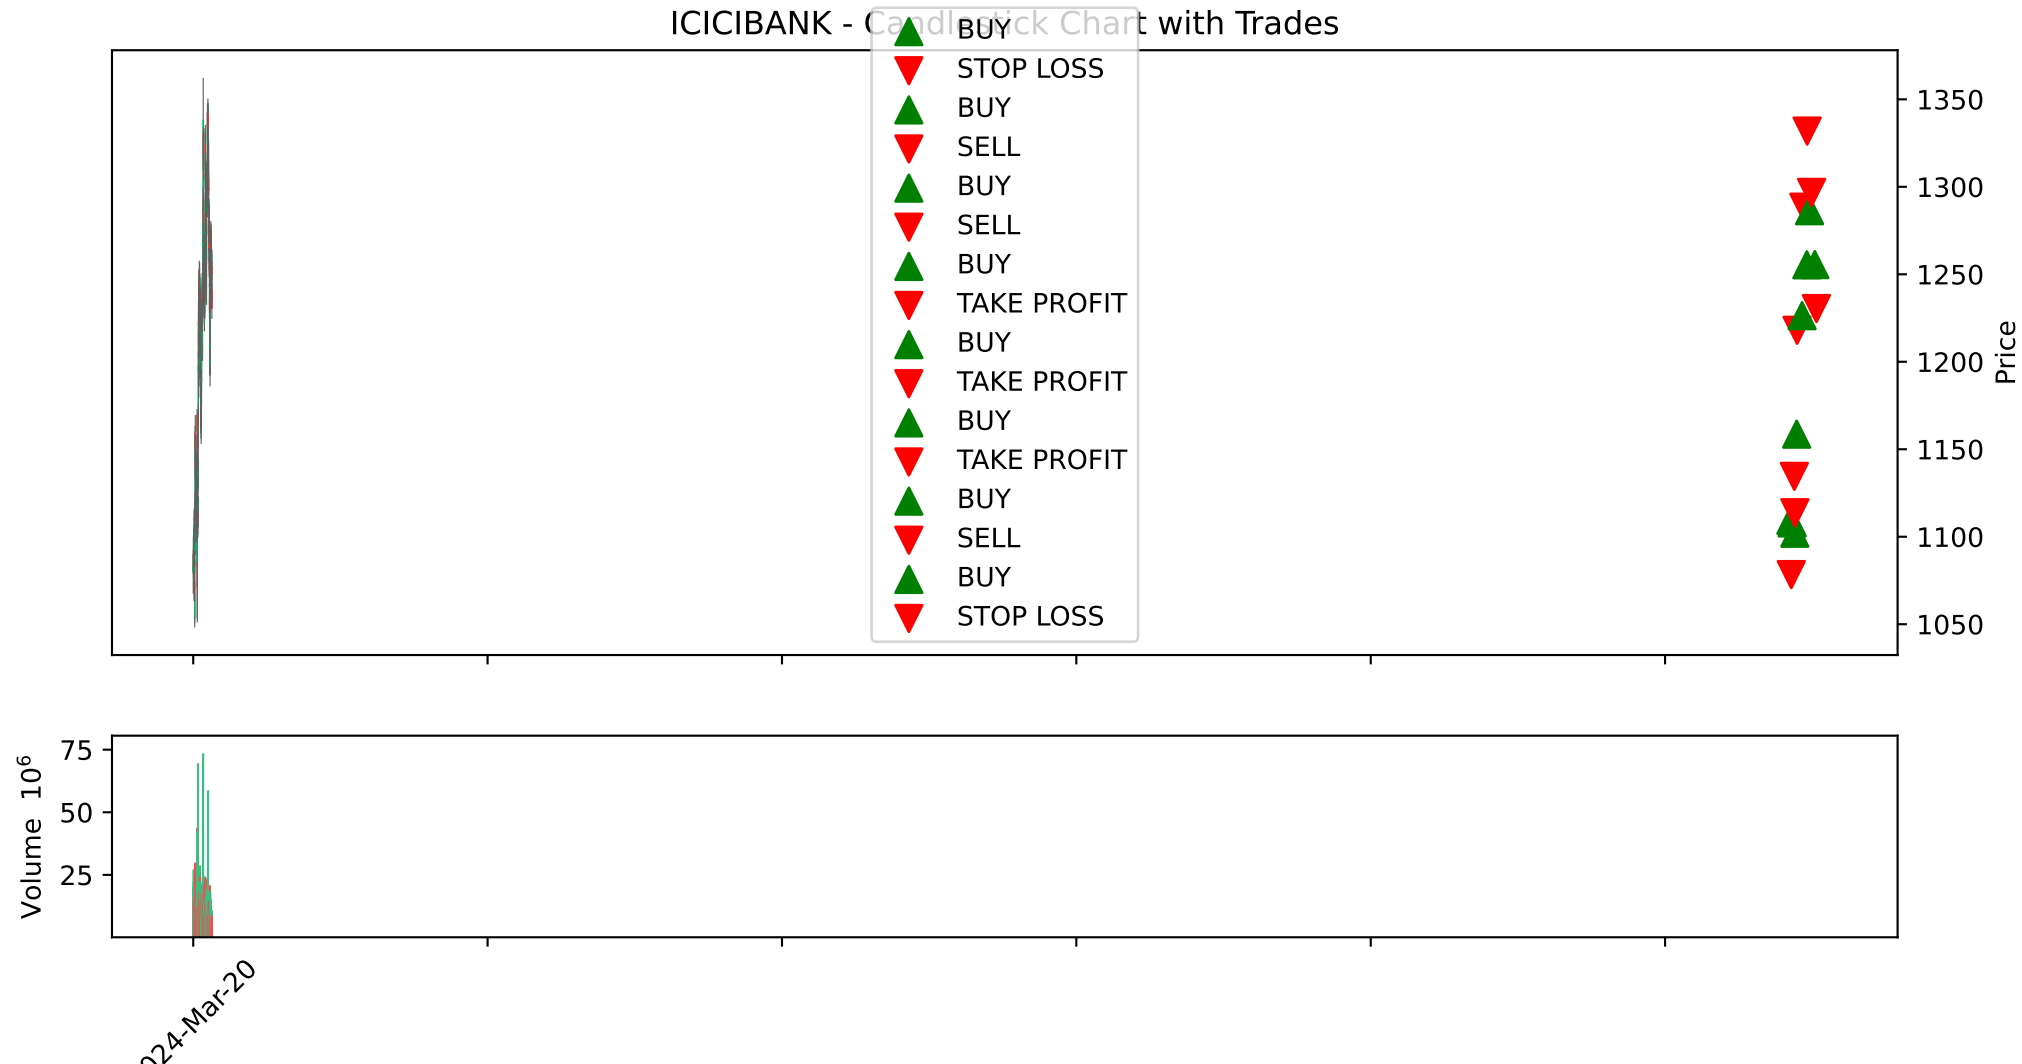 ICICIBANK - Candlestick Chart with Trades
BUY
STOP LOSS
BUY
SELL
BUY
SELL
BUY
TAKE PROFIT
BUY
TAKE PROFIT
BUY
TAKE PROFIT
BUY
SELL
BUY
STOP LOSS
1350
1300
1250
1200
1150
1100
1050
Price
75
50
25
Volume 10⁶
024-Mar-20